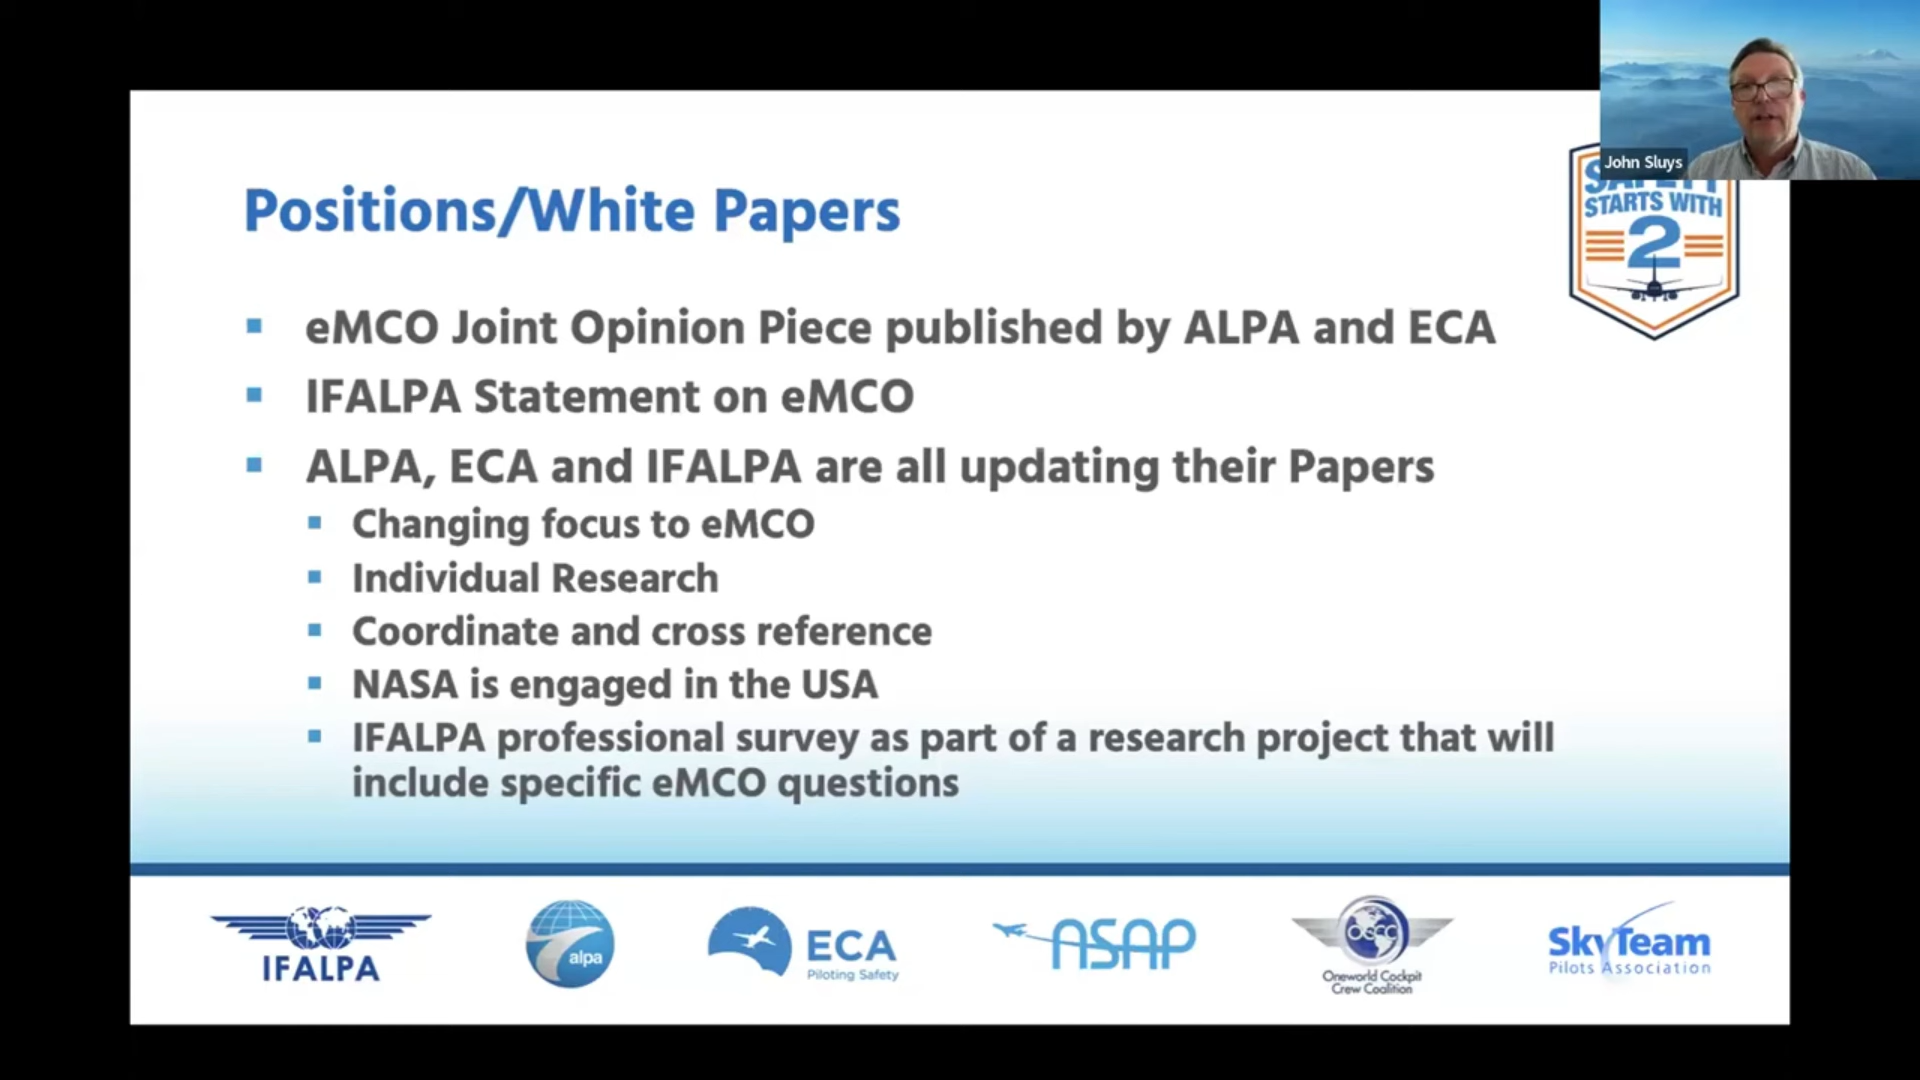 John Sluys
SAFETY
STARTS WITH
2
Positions/White Papers
eMCO Joint Opinion Piece published by ALPA and ECA
IFALPA Statement on eMCO
ALPA, ECA and IFALPA are all updating their Papers
Changing focus to eMCO
Individual Research
Coordinate and cross reference
NASA is engaged in the USA
IFALPA professional survey as part of a research project that will
include specific eMCO questions
IFALPA
alpa
ECA
Piloting Safety
ASAP
OCCC
Oneworld Cockpit
Crew Coalition
SkyTeam
Pilots Association